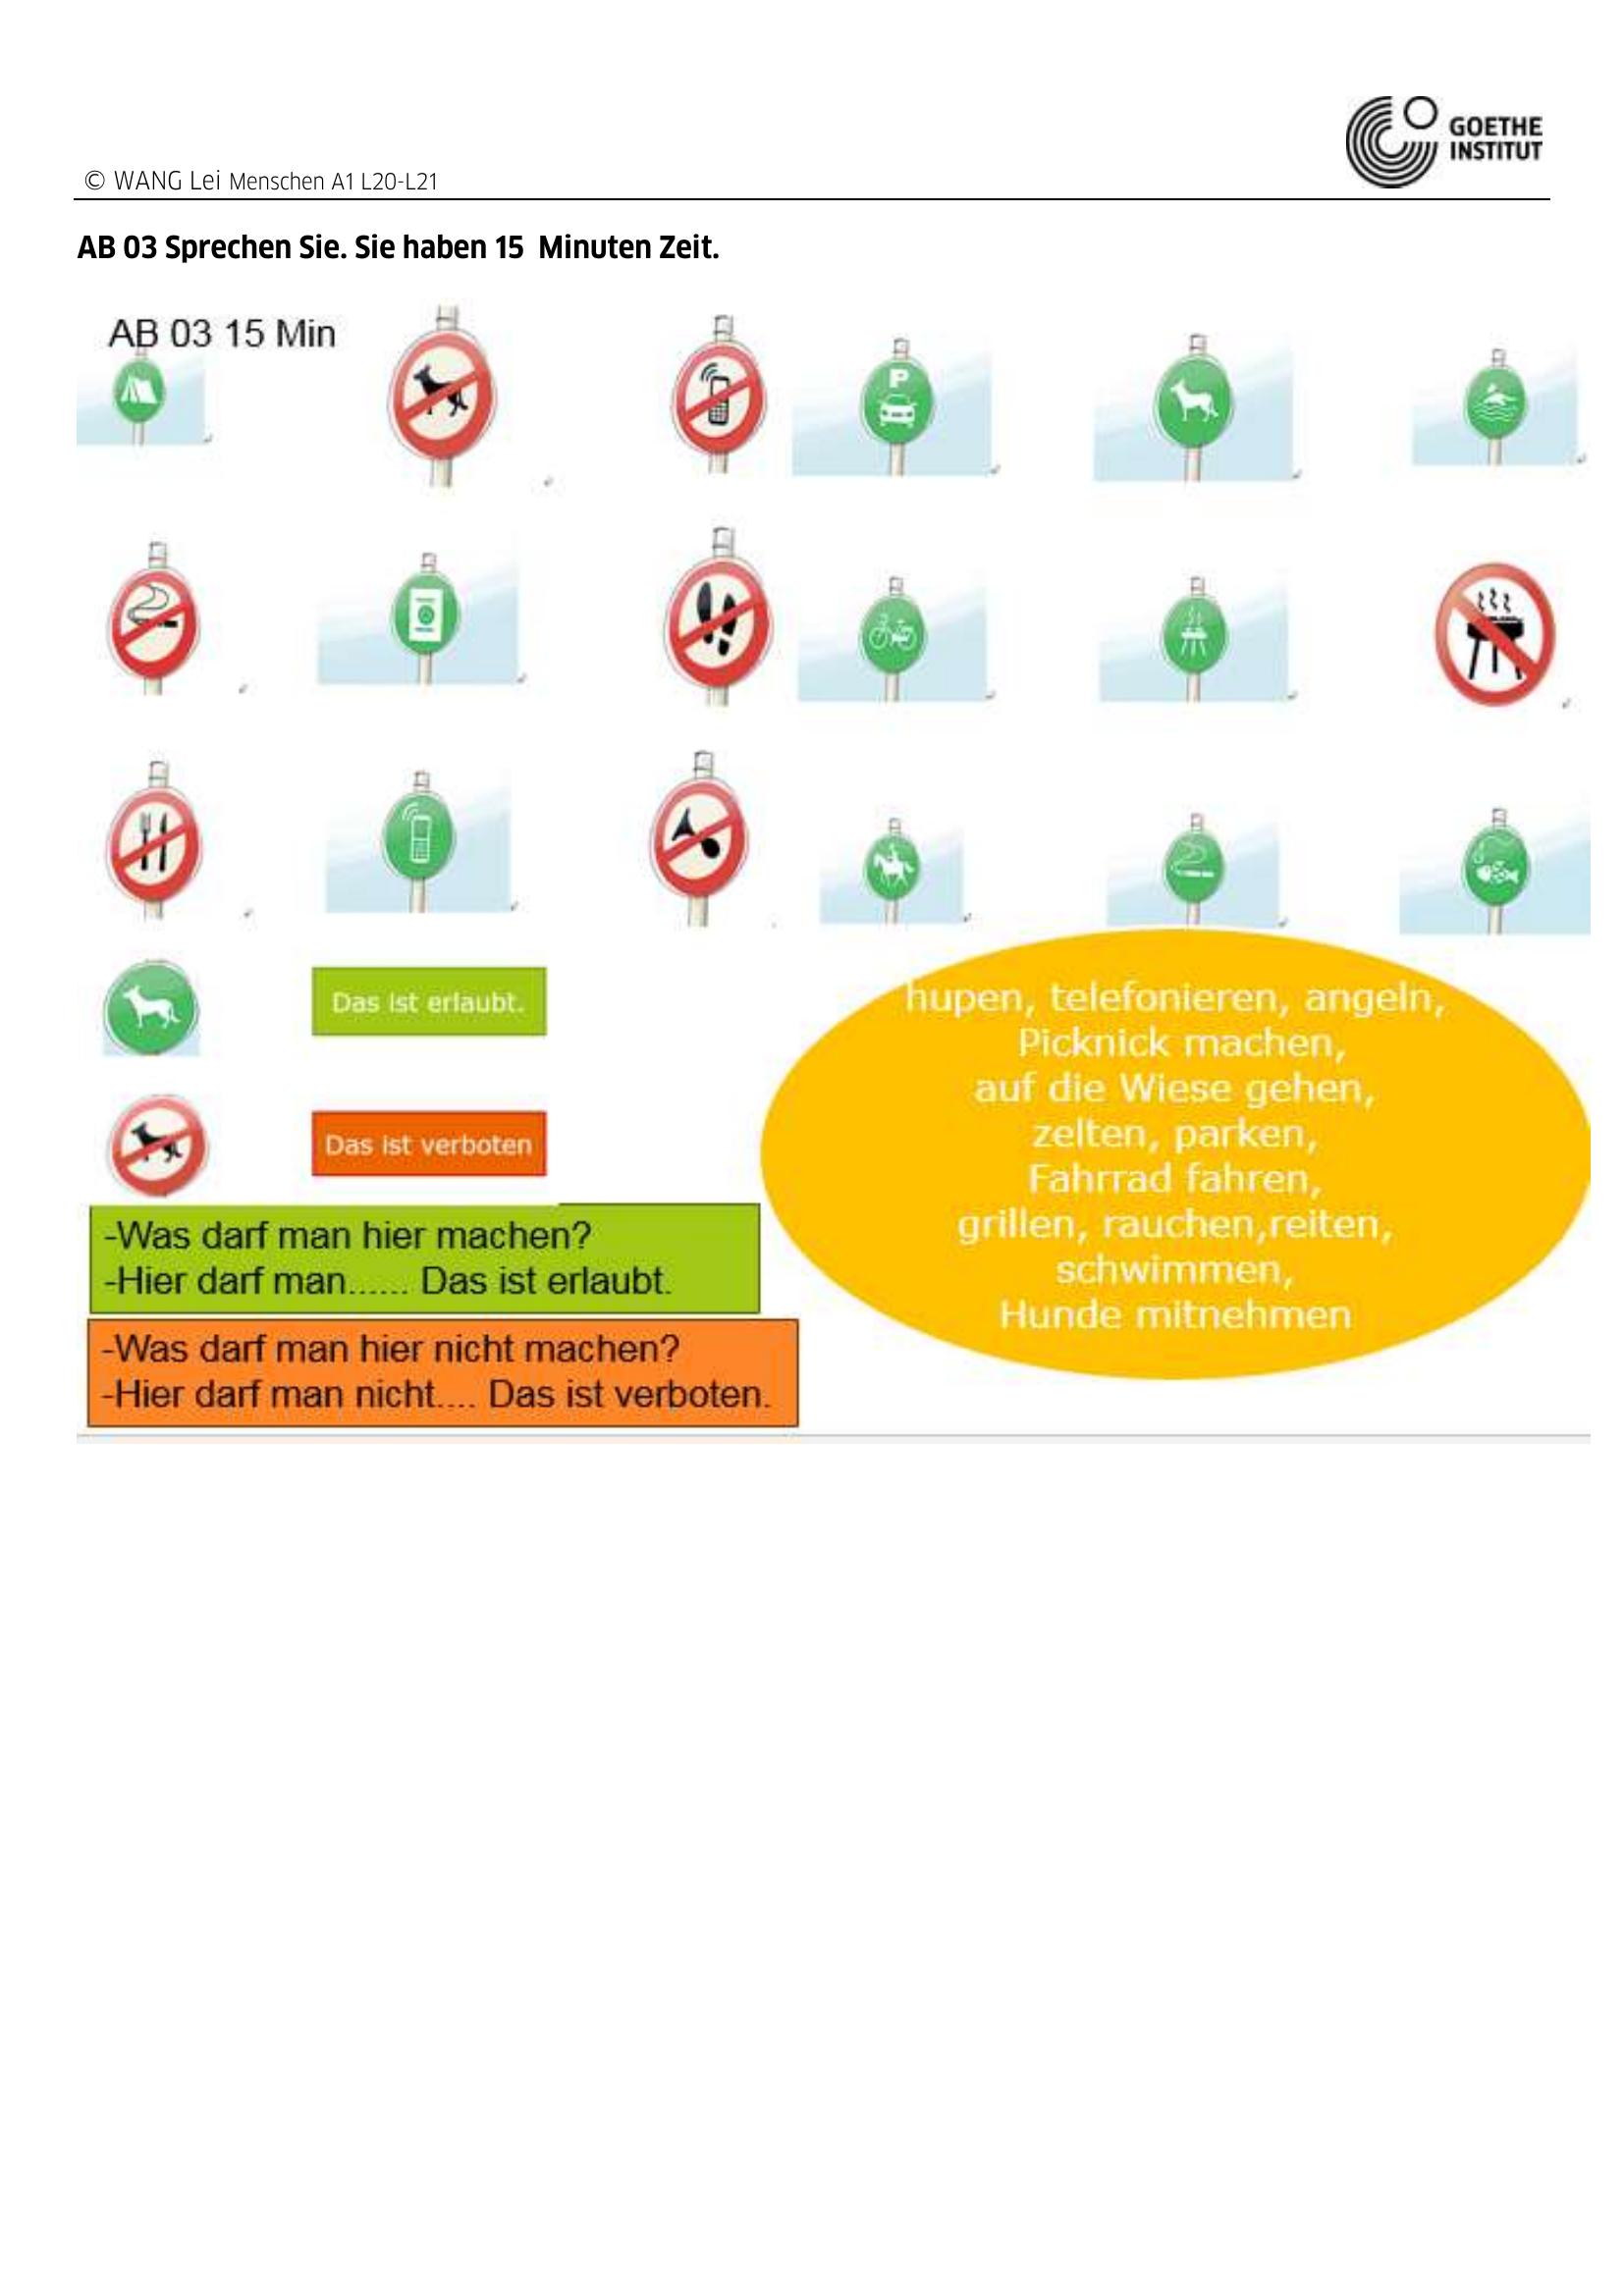 GOETHE
INSTITUT
© WANG Lei Menschen A1 L20-L21
AB 03 Sprechen Sie. Sie haben 15  Minuten Zeit.
AB 03 15 Min
P
Das ist erlaubt.
Das ist verboten
-Was darf man hier machen?
-Hier darf man...... Das ist erlaubt.
-Was darf man hier nicht machen?
-Hier darf man nicht.... Das ist verboten.
hupen, telefonieren, angeln,
Picknick machen,
auf die Wiese gehen,
zelten, parken,
Fahrrad fahren,
grillen, rauchen,reiten,
schwimmen,
Hunde mitnehmen